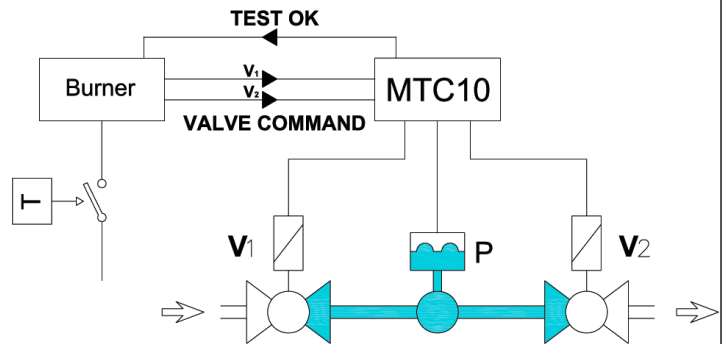 TEST OK
Burner
V1
V2
MTC10
VALVE COMMAND
T
V1
P
V2